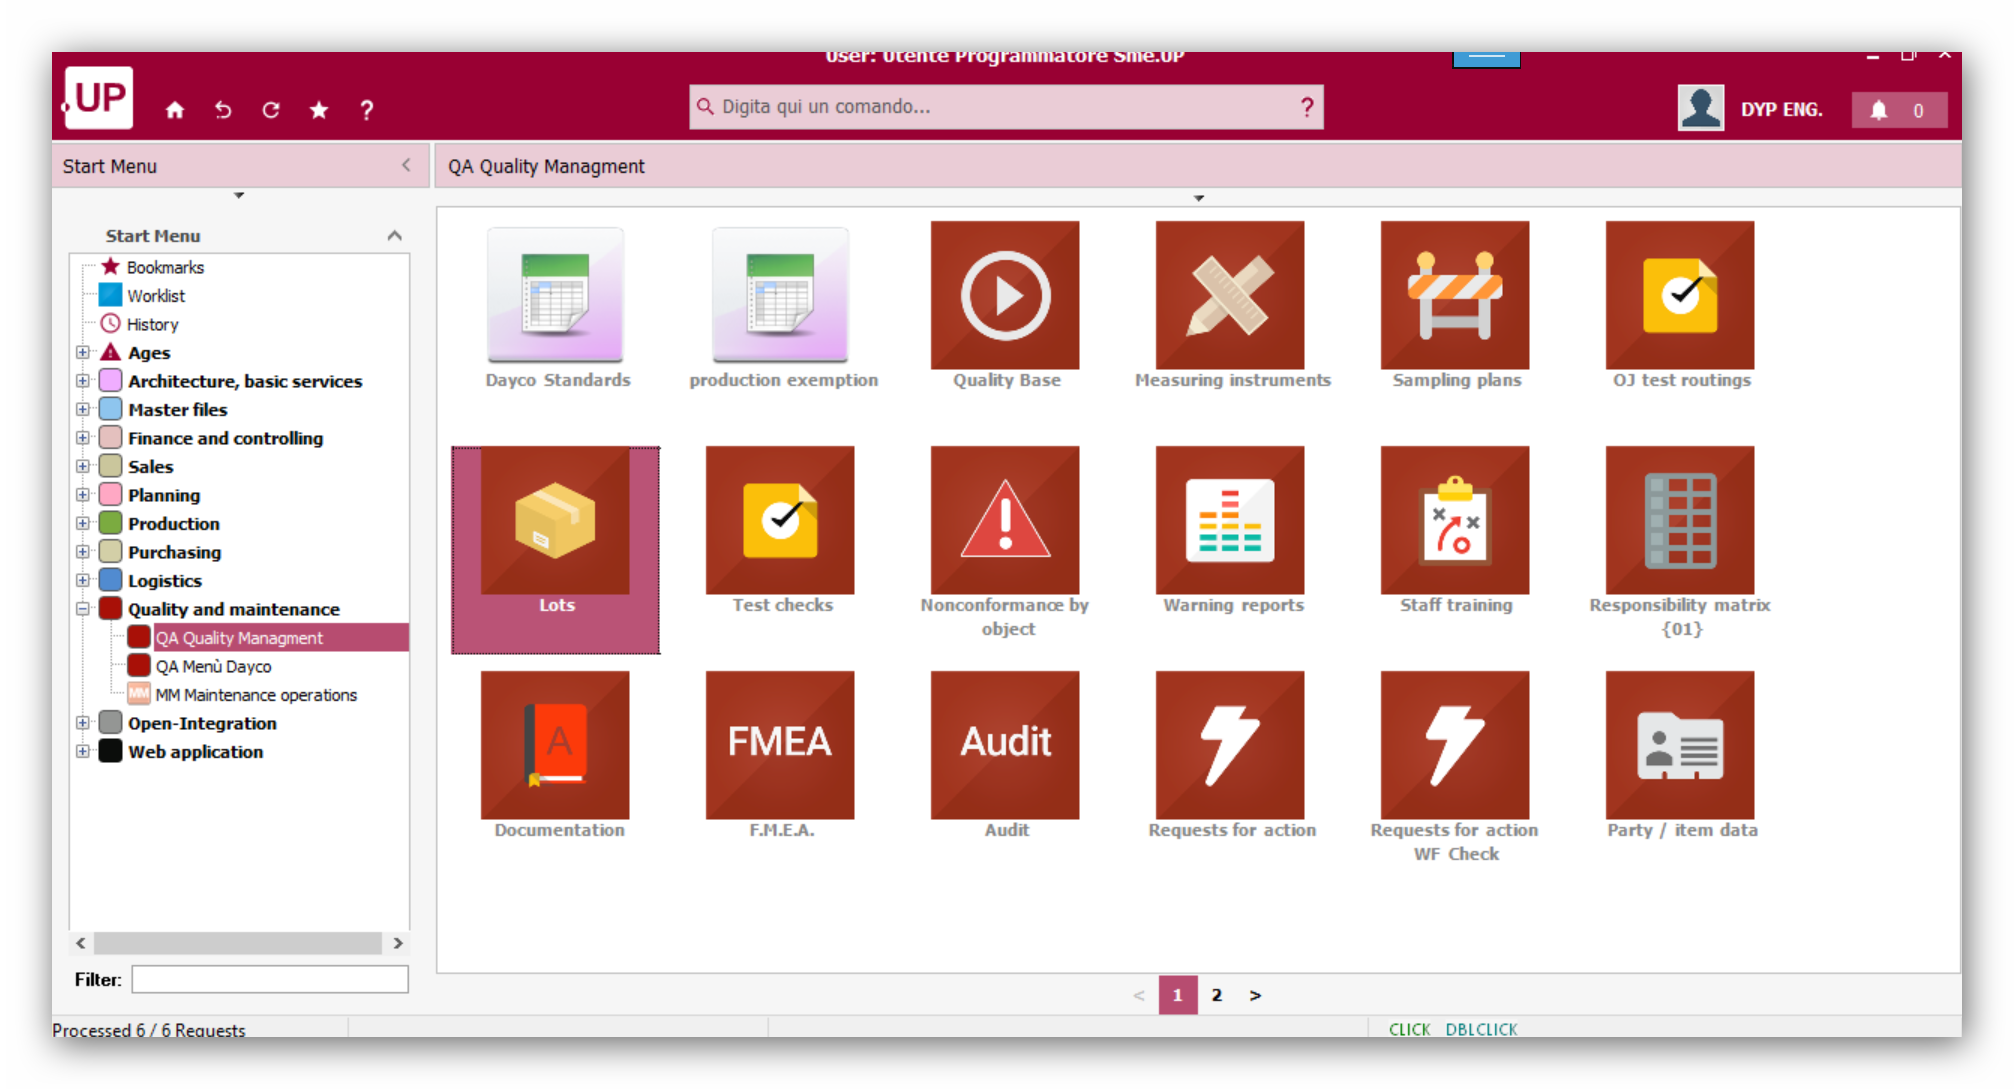 User: Utente Programmatore Sme.UP
UP
Digita qui un comando...
?
?
DYP ENG.
0
Start Menu
QA Quality Managment
Start Menu
Bookmarks
Worklist
History
Ages
Architecture, basic services
Master files
Finance and controlling
Sales
Planning
Production
Purchasing
Logistics
Quality and maintenance
QA Quality Managment
QA Menù Dayco
MM MM Maintenance operations
Open-Integration
Web application
Filter:
Dayco Standards
production exemption
Quality Base
Measuring instruments
Sampling plans
OJ test routings
Lots
Test checks
Nonconformance by
object
Warning reports
Staff training
Responsibility matrix
{01}
A
Documentation
FMEA
F.M.E.A.
Audit
Audit
Requests for action
Requests for action
WF Check
Party / item data
< 1 2 >
Processed 6 / 6 Requests
CLICK DBLCLICK